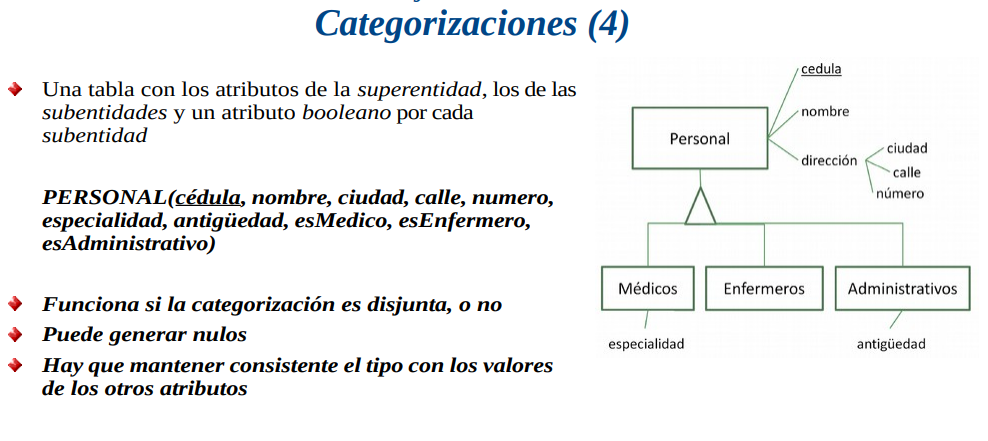 Categorizaciones (4)
Una tabla con los atributos de la superentidad, los de las
subentidades y un atributo booleano por cada
subentidad
PERSONAL(cédula, nombre, ciudad, calle, numero,
especialidad, antigüedad, esMedico, esEnfermero,
esAdministrativo)
Funciona si la categorización es disjunta, o no
Puede generar nulos
Hay que mantener consistente el tipo con los valores
de los otros atributos
cedula
nombre
Personal
dirección
ciudad
calle
número
Médicos
Enfermeros
Administrativos
especialidad
antigüedad